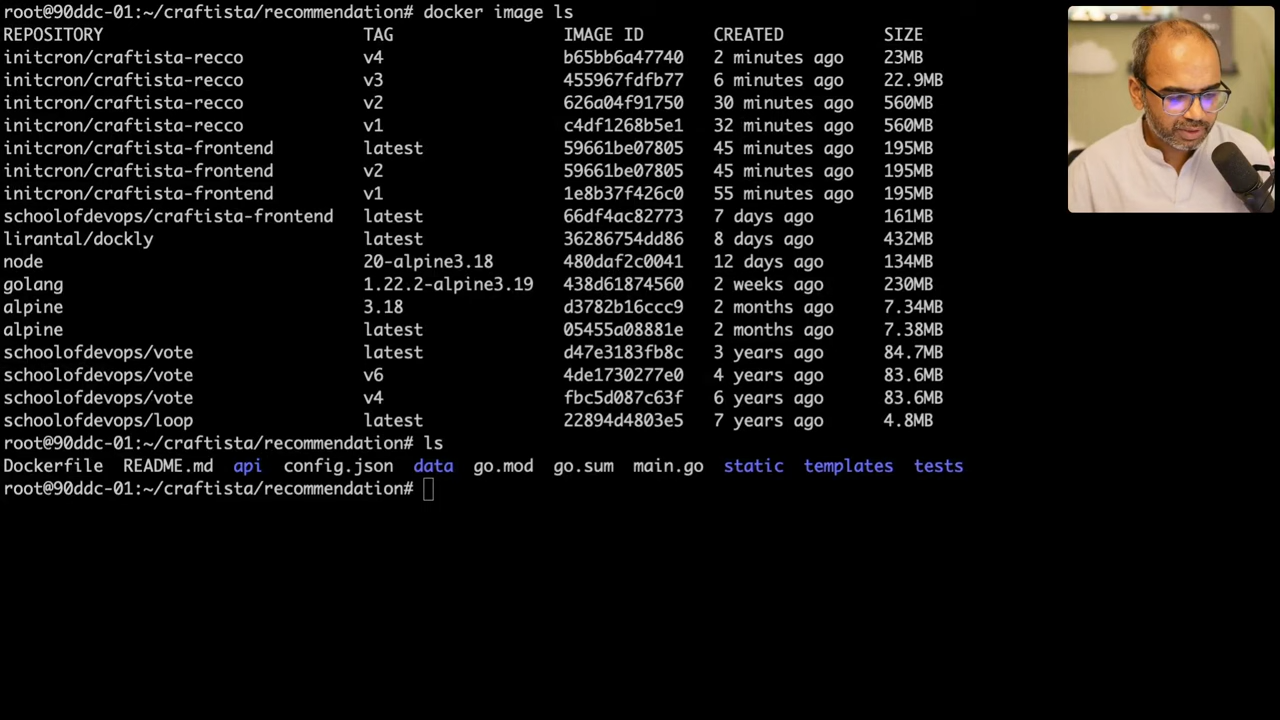 root@90ddc-01:~/craftista/recommendation# docker image ls
REPOSITORY TAG IMAGE ID CREATED SIZE
initcron/craftista-recco v4 b65bb6a47740 2 minutes ago 23MB
initcron/craftista-recco v3 455967fdfb77 6 minutes ago 22.9MB
initcron/craftista-recco v2 626a04f91750 30 minutes ago 560MB
initcron/craftista-recco v1 c4df1268b5e1 32 minutes ago 560MB
initcron/craftista-frontend latest 59661be07805 45 minutes ago 195MB
initcron/craftista-frontend v2 59661be07805 45 minutes ago 195MB
initcron/craftista-frontend v1 1e8b37f426c0 55 minutes ago 195MB
schoolofdevops/craftista-frontend latest 66df4ac82773 7 days ago 161MB
lirantal/dockly latest 36286754dd86 8 days ago 432MB
node 20-alpine3.18 480daf2c0041 12 days ago 134MB
golang 1.22.2-alpine3.19 438d61874560 2 weeks ago 230MB
alpine 3.18 d3782b16ccc9 2 months ago 7.34MB
alpine latest 05455a08881e 2 months ago 7.38MB
schoolofdevops/vote latest d47e3183fb8c 3 years ago 84.7MB
schoolofdevops/vote v6 4de1730277e0 4 years ago 83.6MB
schoolofdevops/vote v4 fbc5d087c63f 6 years ago 83.6MB
schoolofdevops/loop latest 22894d4803e5 7 years ago 4.8MB
root@90ddc-01:~/craftista/recommendation# ls
Dockerfile README.md api config.json data go.mod go.sum main.go static templates tests
root@90ddc-01:~/craftista/recommendation#